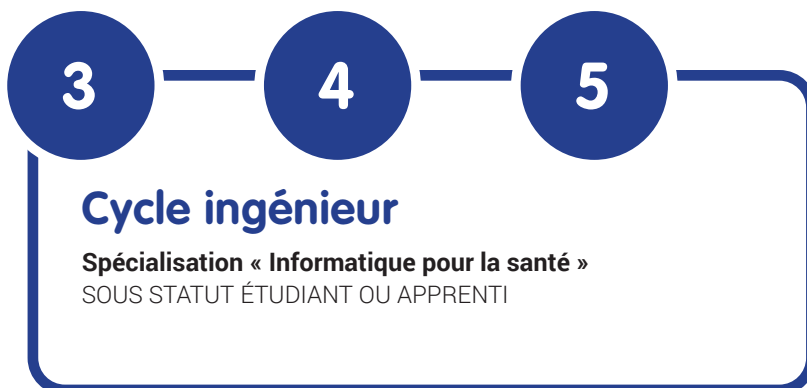 3 4 5
Cycle ingénieur
Spécialisation « Informatique pour la santé »
SOUS STATUT ÉTUDIANT OU APPRENTI